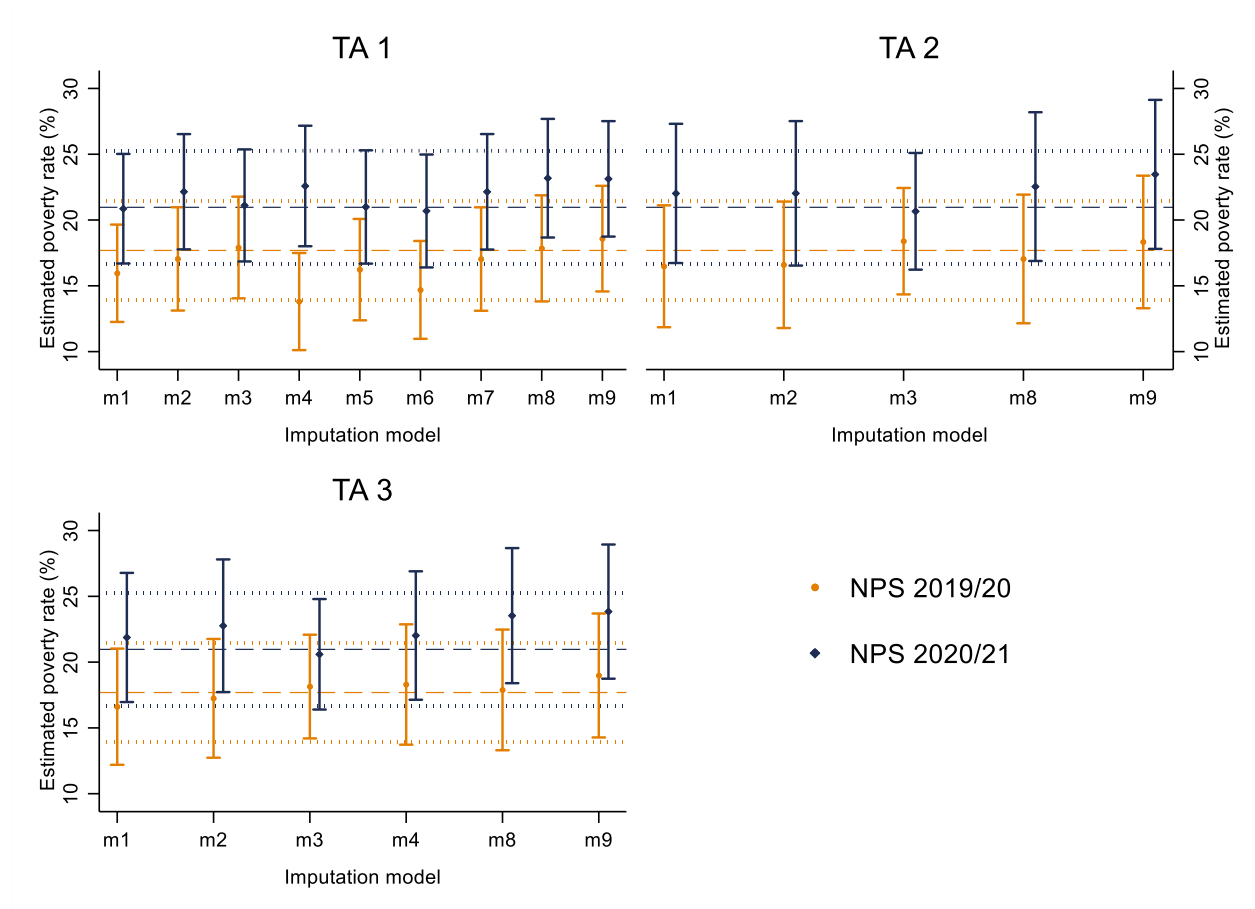 TA 1
Estimated poverty rate (%)
30
25
20
15
10
m1 m2 m3 m4 m5 m6 m7 m8 m9
Imputation model
TA 2
Estimated poverty rate (%)
30
25
20
15
10
m1 m2 m3 m8 m9
Imputation model
TA 3
Estimated poverty rate (%)
30
25
20
15
10
m1 m2 m3 m4 m8 m9
Imputation model
NPS 2019/20
NPS 2020/21